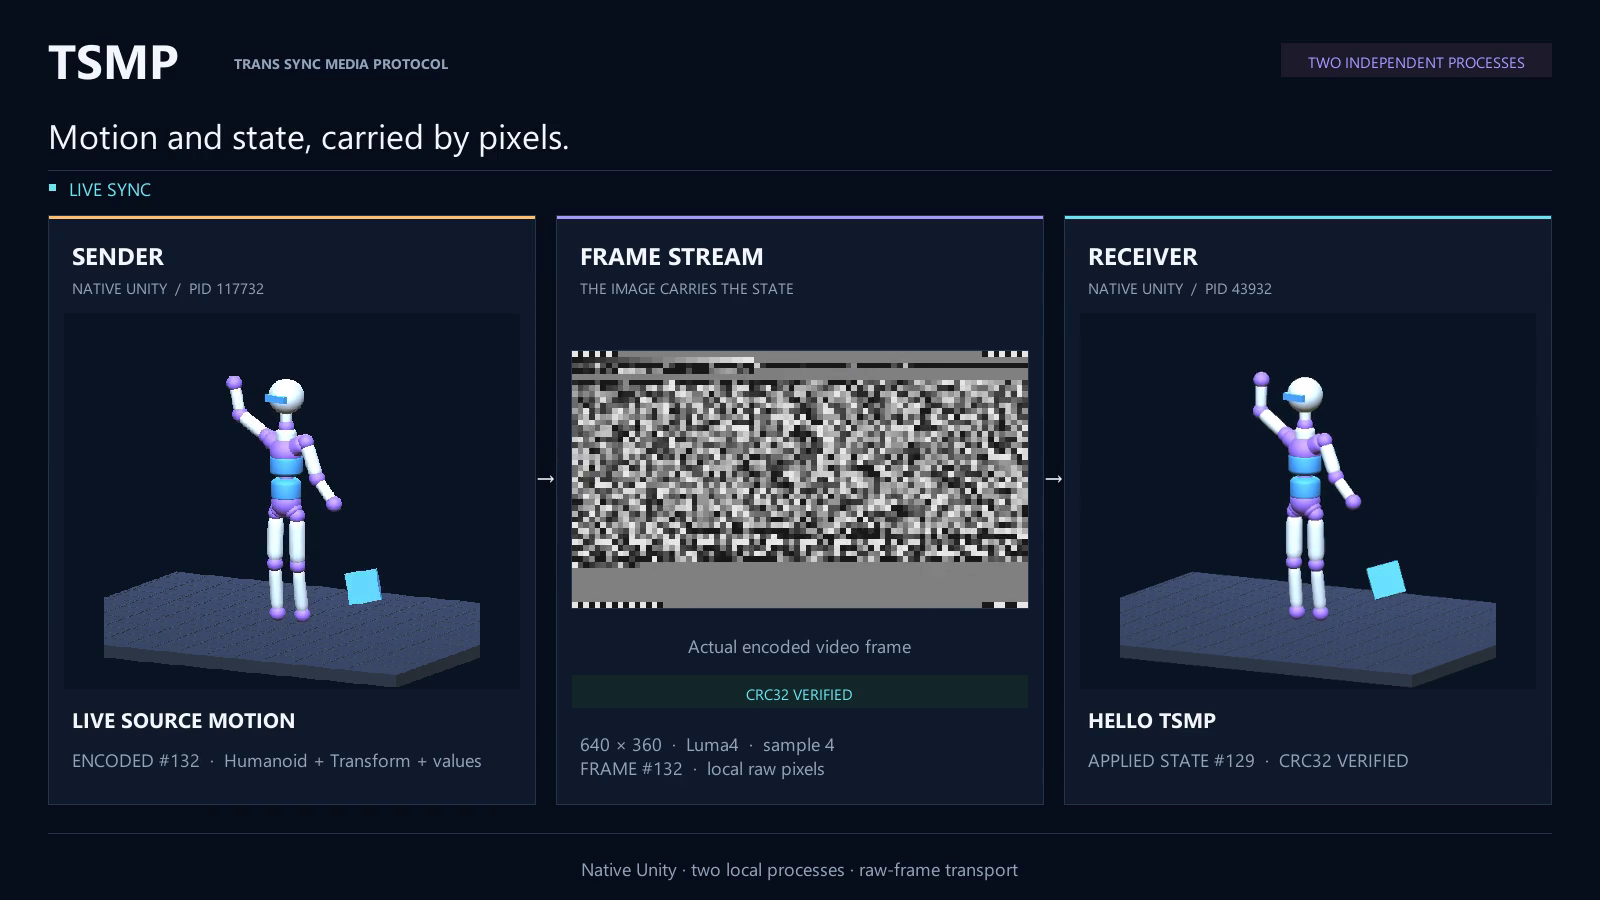 TSMP
TRANS SYNC MEDIA PROTOCOL
TWO INDEPENDENT PROCESSES
Motion and state, carried by pixels.
LIVE SYNC
SENDER
NATIVE UNITY / PID 117732
LIVE SOURCE MOTION
ENCODED #132 · Humanoid + Transform + values
→
FRAME STREAM
THE IMAGE CARRIES THE STATE
Actual encoded video frame
CRC32 VERIFIED
640 × 360 · Luma4 · sample 4
FRAME #132 · local raw pixels
→
RECEIVER
NATIVE UNITY / PID 43932
HELLO TSMP
APPLIED STATE #129 · CRC32 VERIFIED
Native Unity · two local processes · raw-frame transport